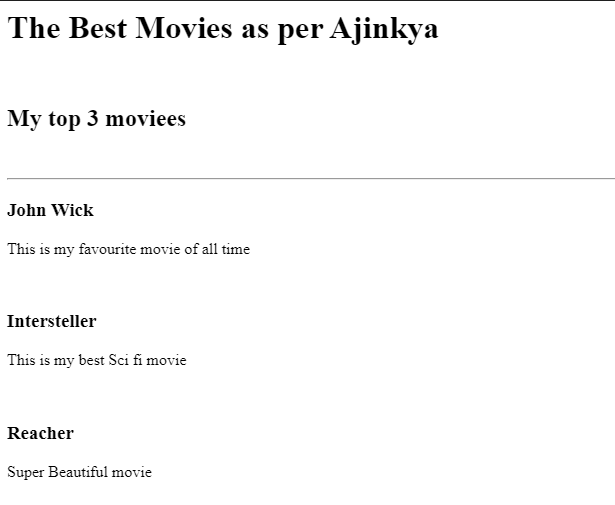 The Best Movies as per Ajinkya
My top 3 moviees
John Wick
This is my favourite movie of all time
Intersteller
This is my best Sci fi movie
Reacher
Super Beautiful movie